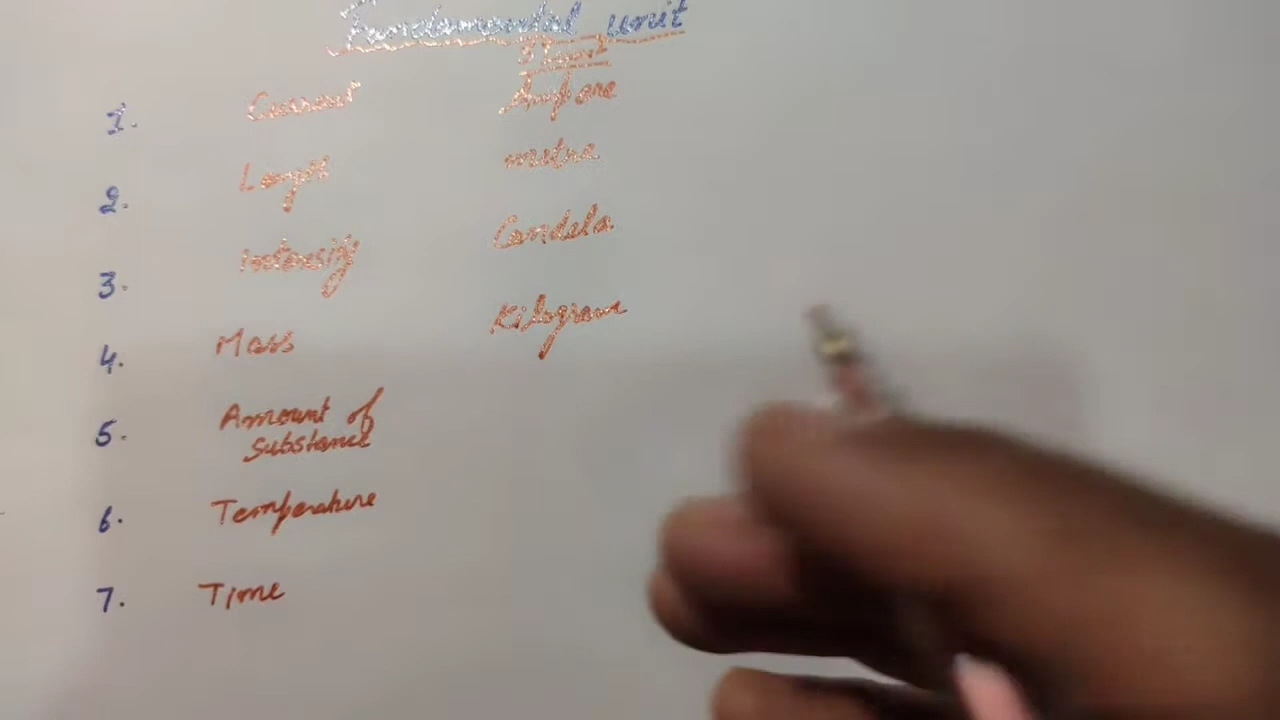 Fundamental unit
1. Current
2. Length metre
3. Intensity Candela
4. Mass Kilogram
5. Amount of
Substance
6. Temperature
7. Time